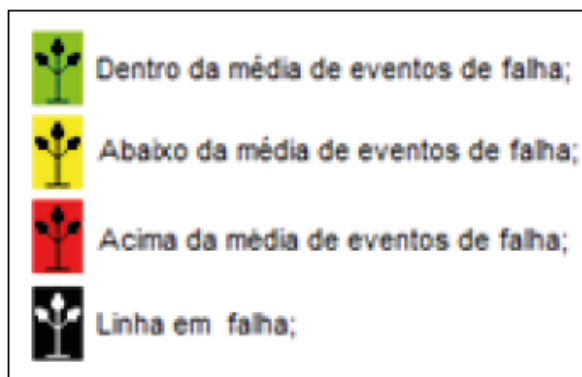 Dentro da média de eventos de falha;
Abaixo da média de eventos de falha;
Acima da média de eventos de falha;
Linha em falha;